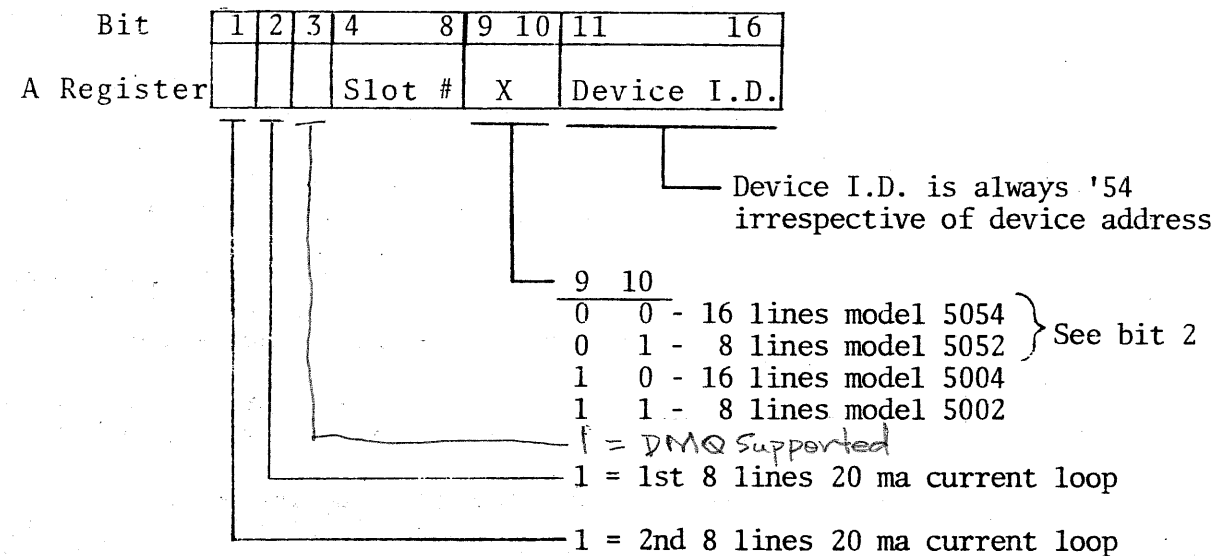 Bit 1 2 3 4 8 9 10 11 16
A Register Slot # X Device I.D.
Device I.D. is always '54
irrespective of device address
9 10
0 0 - 16 lines model 5054
0 1 - 8 lines model 5052
See bit 2
1 0 - 16 lines model 5004
1 1 - 8 lines model 5002
1 = DMQ Supported
1 = 1st 8 lines 20 ma current loop
1 = 2nd 8 lines 20 ma current loop